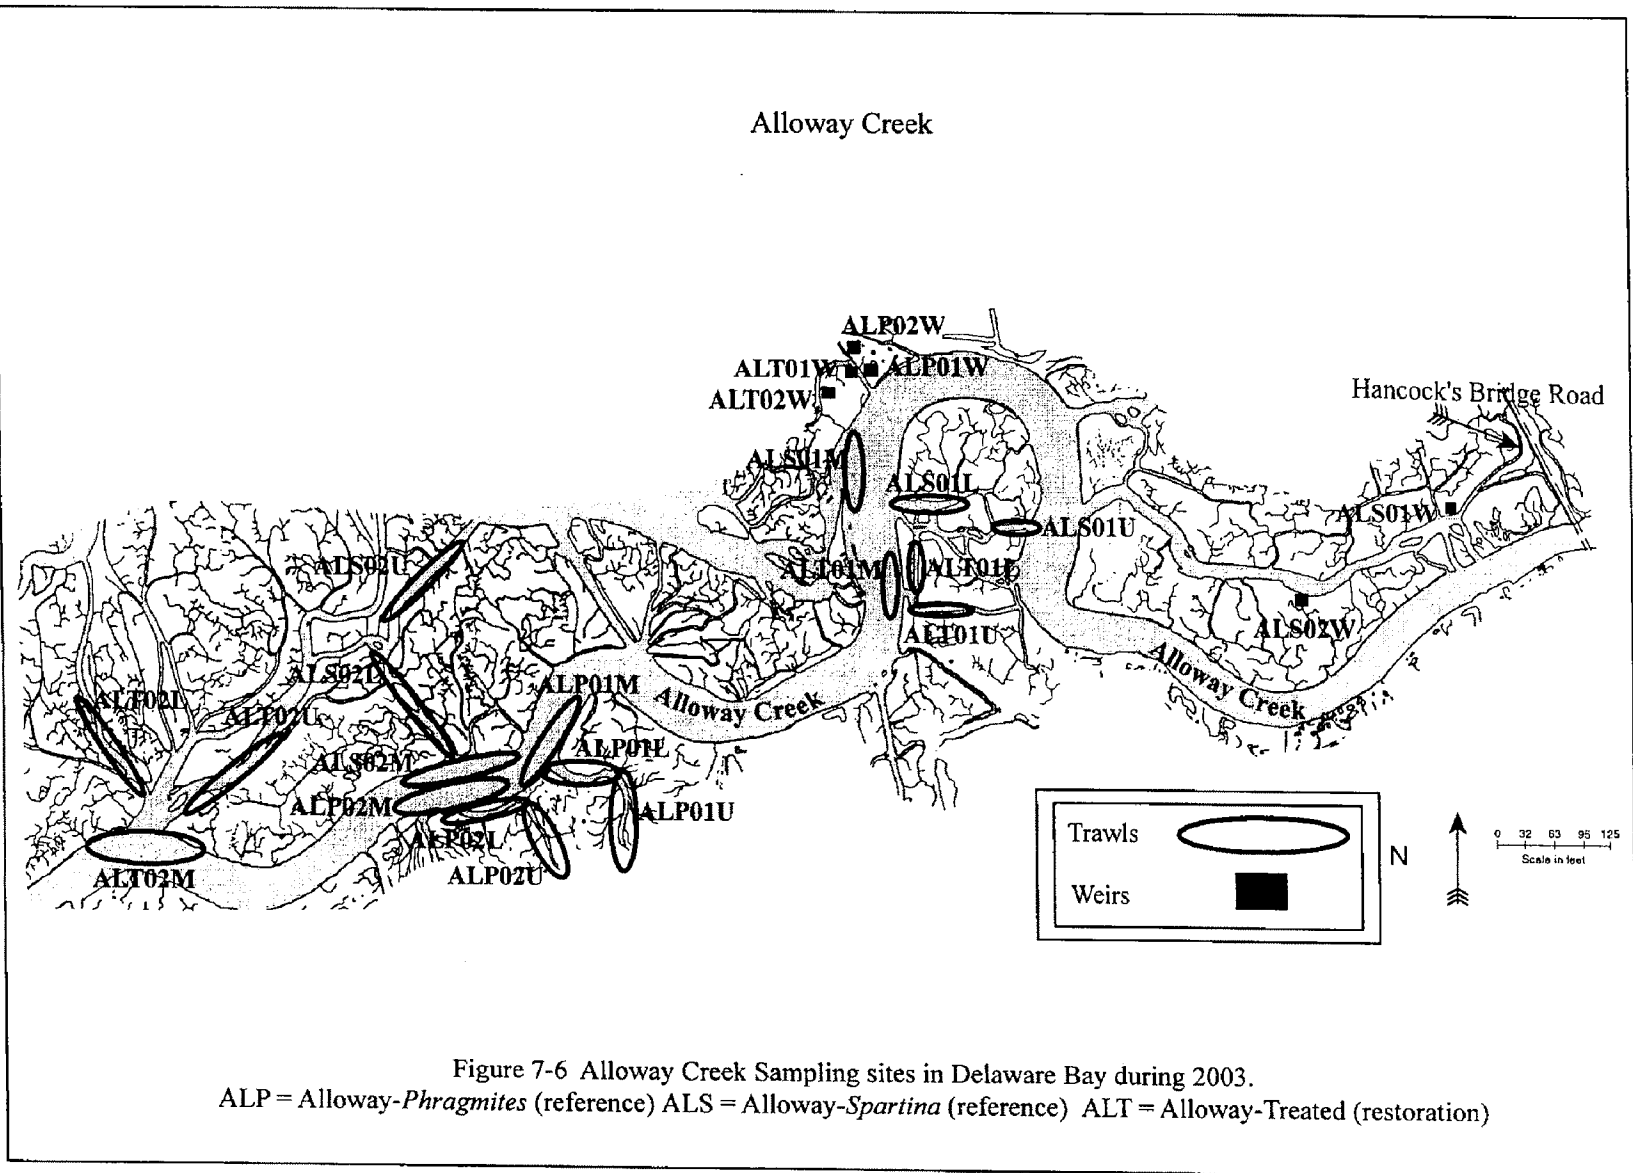 Alloway Creek
ALP02W
ALT01W
ALP01W
ALT02W
Hancock's Bridge Road
ALS01M
ALS01L
ALS01W
ALS01U
ALS02U
ALT01M
ALT01L
ALS02W
ALT01U
Alloway Creek
ALS02L
ALP01M
ALT02L
Alloway Creek
ALT02U
ALP01L
ALS02M
ALP02M
ALP01U
ALP02L
ALP02U
ALT02M
Trawls
Weirs
N
0 32 63 95 125
Scale in feet
Figure 7-6 Alloway Creek Sampling sites in Delaware Bay during 2003.
ALP = Alloway-Phragmites (reference) ALS = Alloway-Spartina (reference) ALT = Alloway-Treated (restoration)